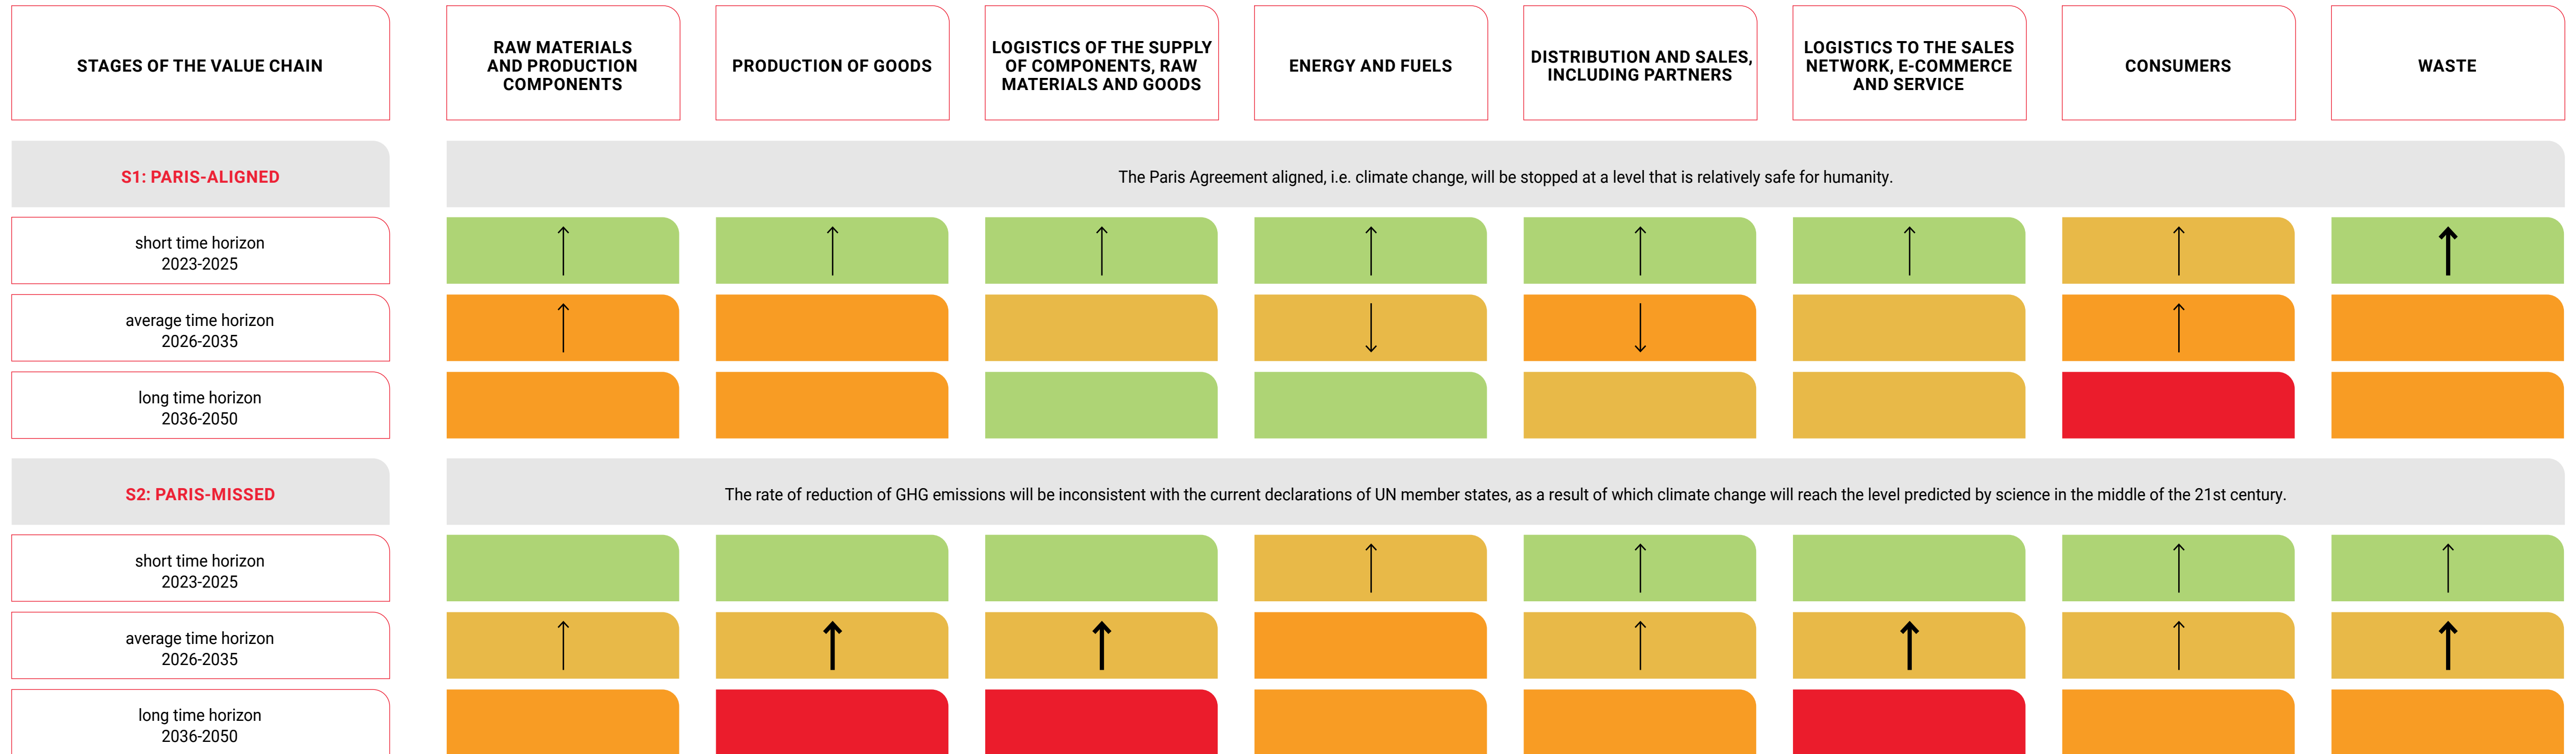 STAGES OF THE VALUE CHAIN
RAW MATERIALS
AND PRODUCTION
COMPONENTS
PRODUCTION OF GOODS
LOGISTICS OF THE SUPPLY
OF COMPONENTS, RAW
MATERIALS AND GOODS
ENERGY AND FUELS
DISTRIBUTION AND SALES,
INCLUDING PARTNERS
LOGISTICS TO THE SALES
NETWORK, E-COMMERCE
AND SERVICE
CONSUMERS
WASTE
S1: PARIS-ALIGNED
The Paris Agreement aligned, i.e. climate change, will be stopped at a level that is relatively safe for humanity.
short time horizon
2023-2025
average time horizon
2026-2035
long time horizon
2036-2050
S2: PARIS-MISSED
The rate of reduction of GHG emissions will be inconsistent with the current declarations of UN member states, as a result of which climate change will reach the level predicted by science in the middle of the 21st century.
short time horizon
2023-2025
average time horizon
2026-2035
long time horizon
2036-2050